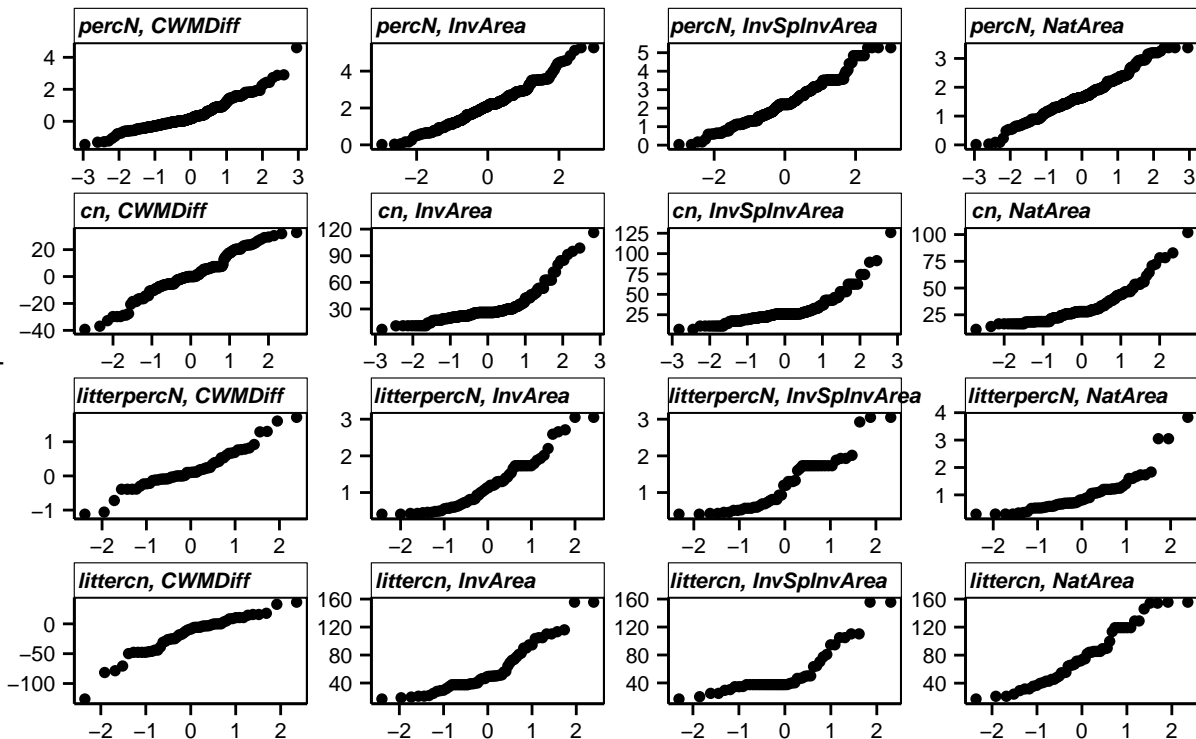 percN, CWMDiff percN, InvArea percN, InvSpInvArea percN, NatArea
4 2 0
4 2 0
5 4 3 2 1 0
3 2 1 0
−3 −2 −1 0 1 2 3
−2 0 2
−2 0 2
−3 −2 −1 0 1 2 3
cn, CWMDiff cn, InvArea cn, InvSpInvArea cn, NatArea
20 0 −20 −40
120 90 60 30
125 100 75 50 25
100 75 50 25
−2 −1 0 1 2
−3 −2 −1 0 1 2 3
−3 −2 −1 0 1 2 3
−2 −1 0 1 2
litterpercN, CWMDiff litterpercN, InvArea litterpercN, InvSpInvArea litterpercN, NatArea
1 0 −1
3 2 1
3 2 1
4 3 2 1
−2 −1 0 1 2
−2 −1 0 1 2
−2 −1 0 1 2
−2 −1 0 1 2
littercn, CWMDiff littercn, InvArea littercn, InvSpInvArea littercn, NatArea
0 −50 −100
160 120 80 40
160 120 80 40
160 120 80 40
−2 −1 0 1 2
−2 −1 0 1 2
−2 −1 0 1 2
−2 −1 0 1 2